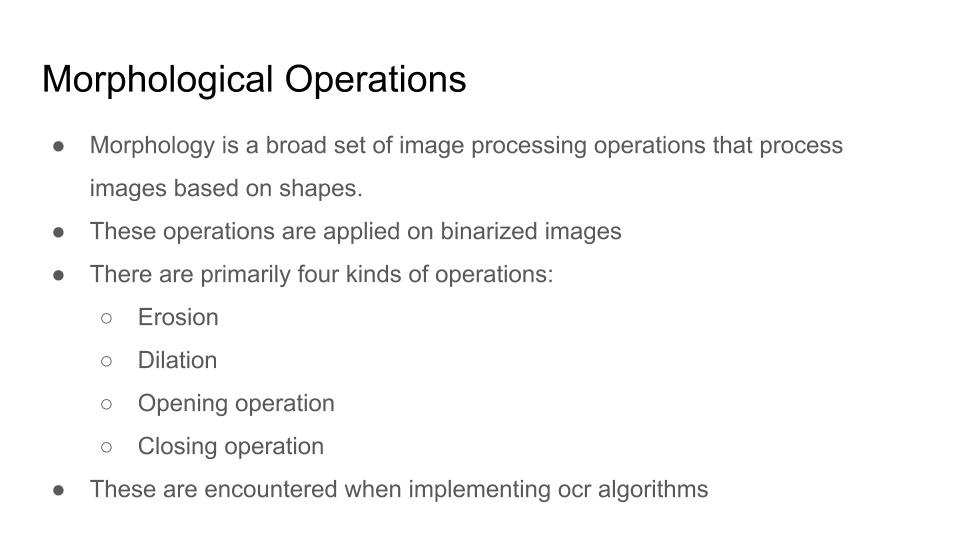 Morphological Operations
● Morphology is a broad set of image processing operations that process
images based on shapes.
● These operations are applied on binarized images
● There are primarily four kinds of operations:
○ Erosion
○ Dilation
○ Opening operation
○ Closing operation
● These are encountered when implementing ocr algorithms